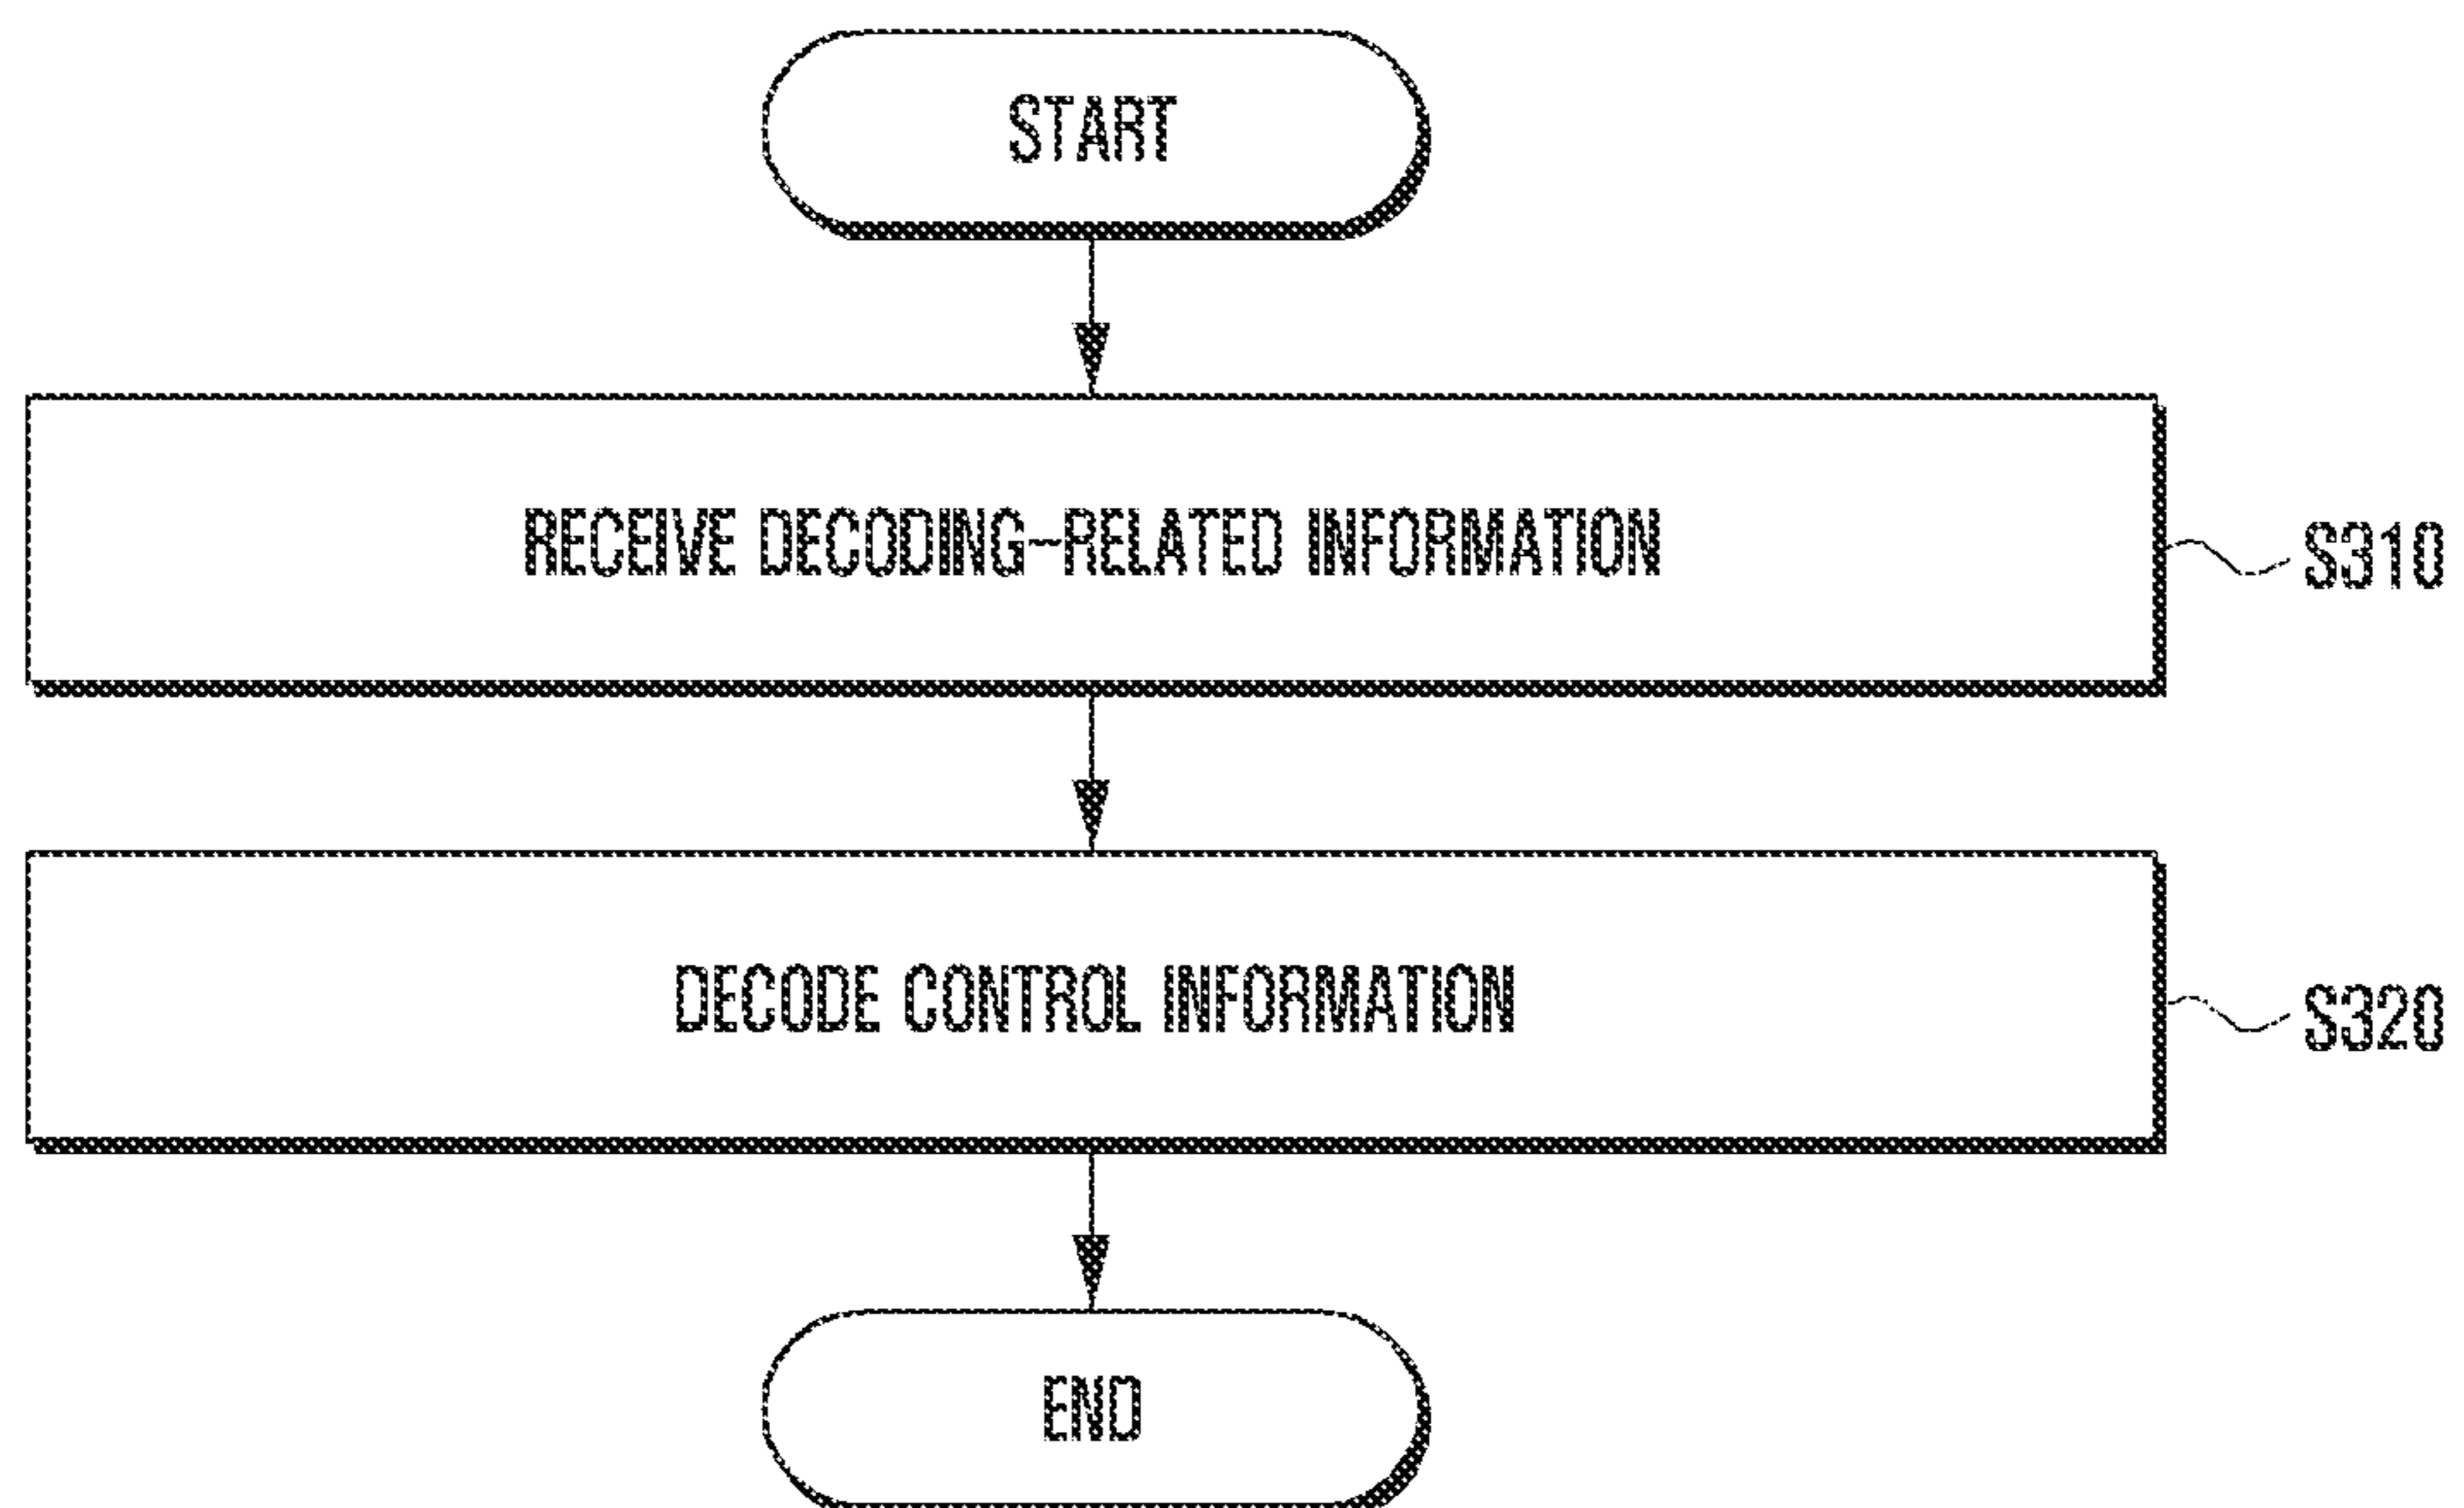 START
RECEIVE DECODING-RELATED INFORMATION
S310
DECODE CONTROL INFORMATION
S320
END